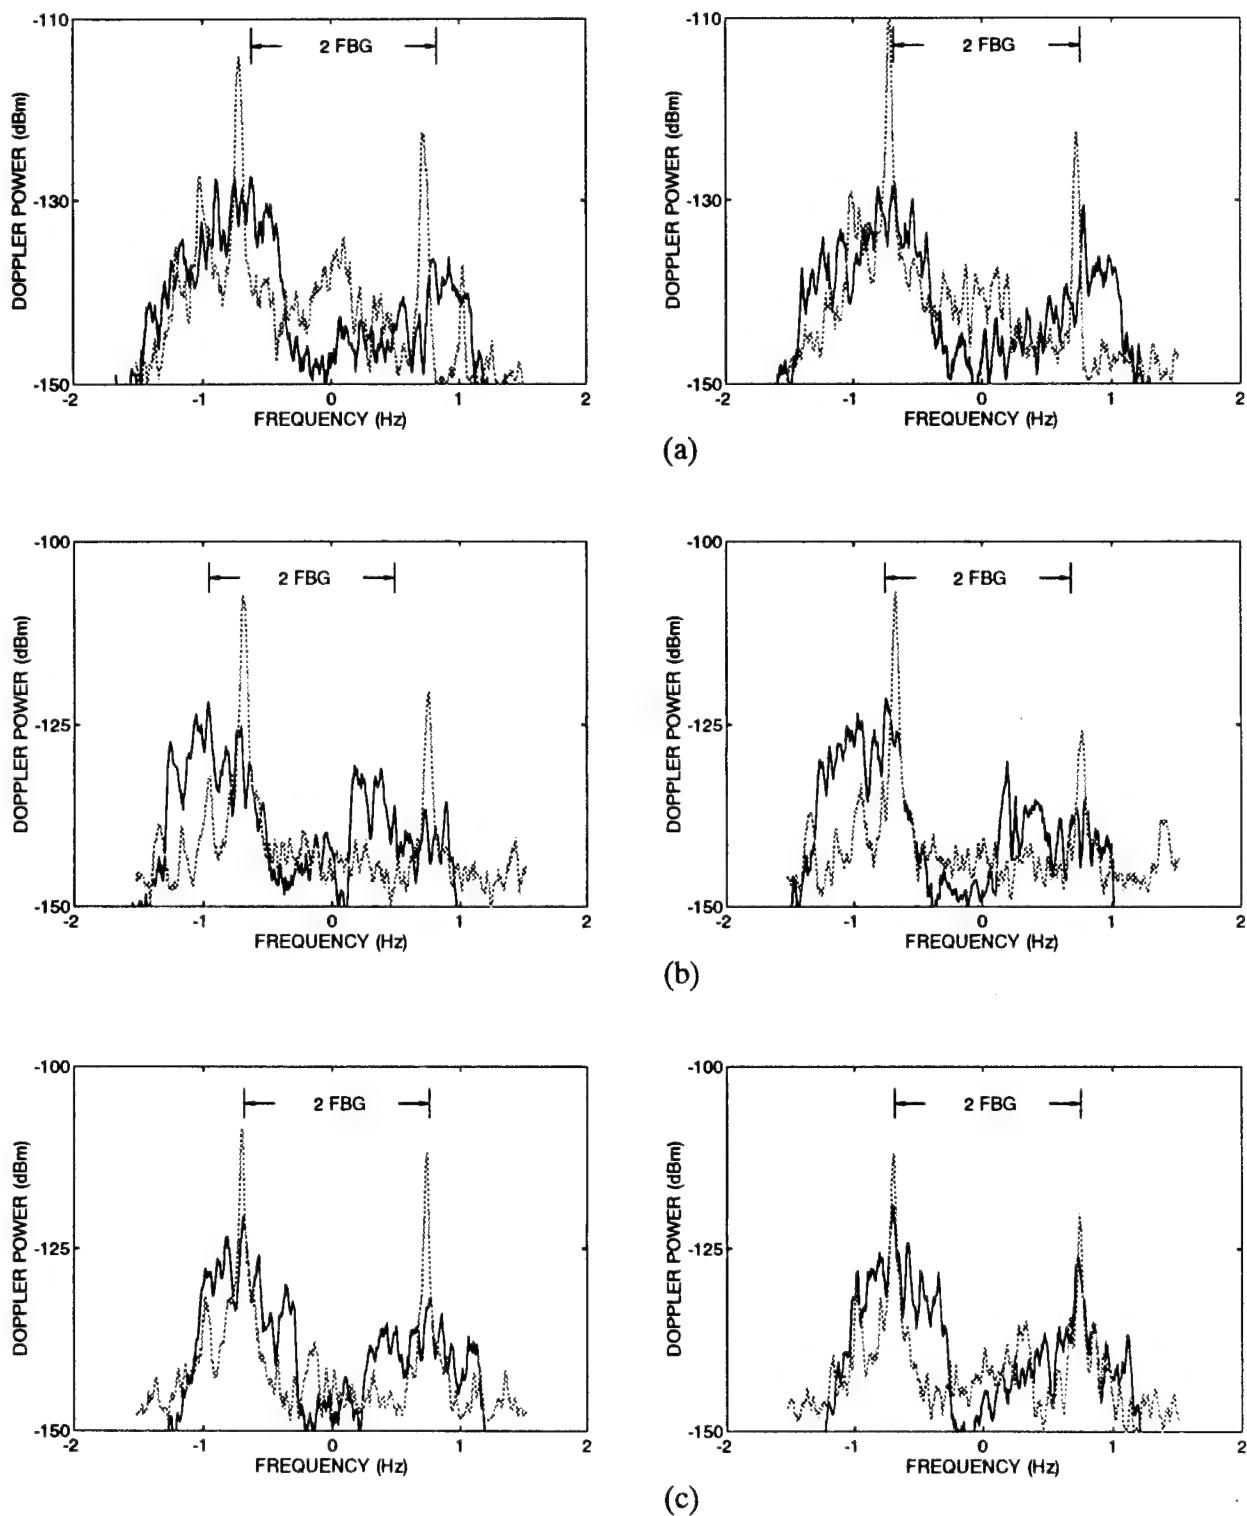 -110 -110
2 FBG 2 FBG
DOPPLER POWER (dBm) DOPPLER POWER (dBm)
-130 -130
-150 -150
-2 -1 0 1 2 -2 -1 0 1 2
FREQUENCY (Hz) FREQUENCY (Hz)
(a)
-100 -100
2 FBG 2 FBG
DOPPLER POWER (dBm) DOPPLER POWER (dBm)
-125 -125
-150 -150
-2 -1 0 1 2 -2 -1 0 1 2
FREQUENCY (Hz) FREQUENCY (Hz)
(b)
-100 -100
2 FBG 2 FBG
DOPPLER POWER (dBm) DOPPLER POWER (dBm)
-125 -125
-150 -150
-2 -1 0 1 2 -2 -1 0 1 2
FREQUENCY (Hz) FREQUENCY (Hz)
(c)